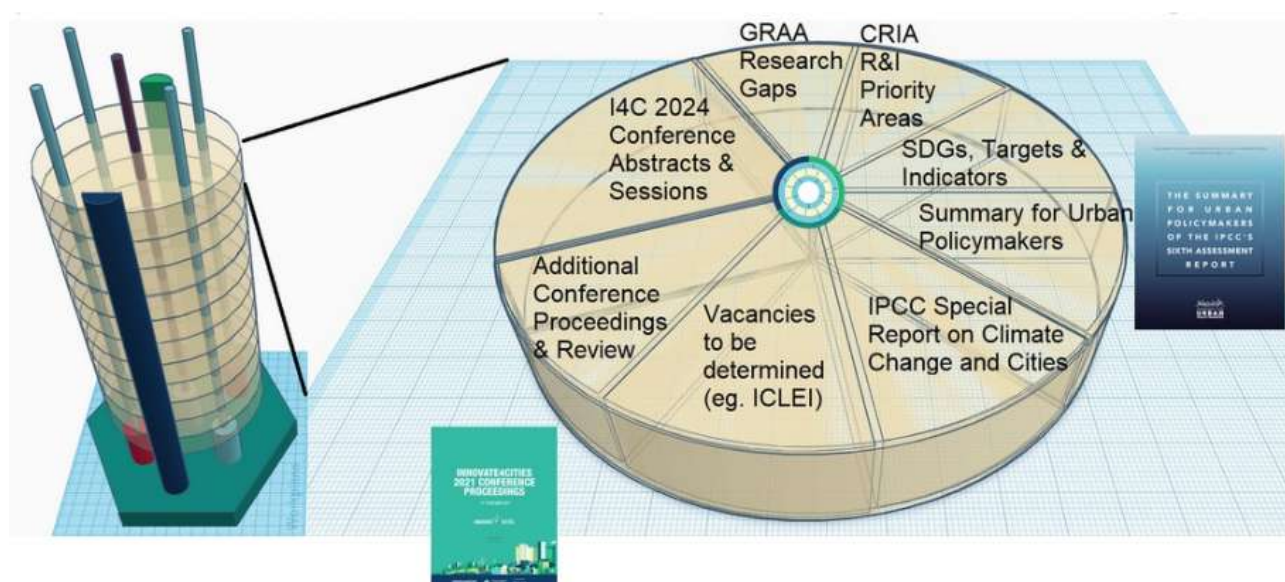 GRAA
Research
Gaps
CRIA
R&I
Priority
Areas
I4C 2024
Conference
Abstracts &
Sessions
SDGs, Targets &
Indicators
Summary for Urban
Policymakers
Additional
Conference
Proceedings
& Review
Vacancies
to be
determined
(eg. ICLEI)
IPCC Special
Report on Climate
Change and Cities
THE SUMMARY
FOR URBAN
POLICYMAKERS
OF THE IPCC'S
SIXTH ASSESSMENT
REPORT
URBAN
INNOVATE4CITIES
2021 CONFERENCE
PROCEEDINGS